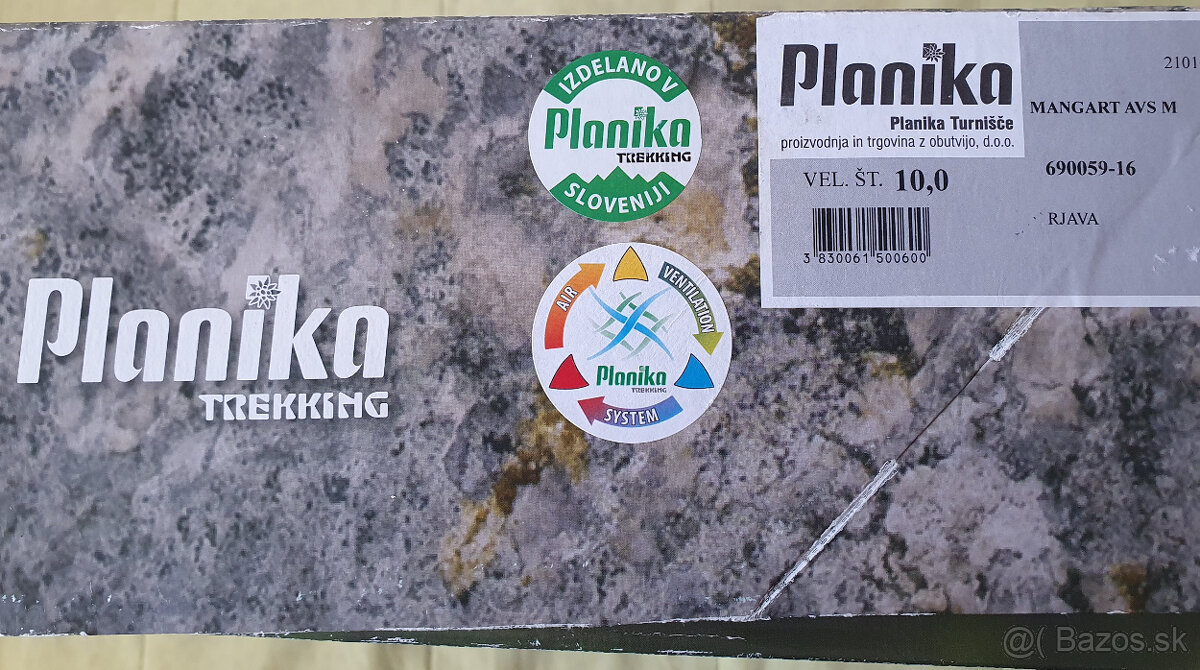 IZDELANO V
Planika
TREKKING
SLOVENIJI
Planika
Planika Turnišče
proizvodnja in trgovina z obutvijo, d.o.o.
MANGART AVS M
690059-16
VEL. ŠT. 10,0
RJAVA
3 830061 500600
AIR
VENTILATION
SYSTEM
Planika
TREKKING
Planika
TREKKING
@( Bazos.sk